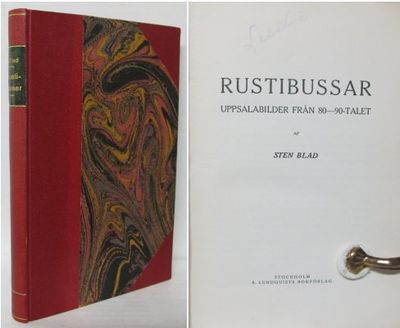 RUSTIBUSSAR
UPPSALABILDER FRÅN 80—90-TALET
AF
STEN BLAD
STOCKHOLM
LUNDQUISTS BOKFÖRLAG